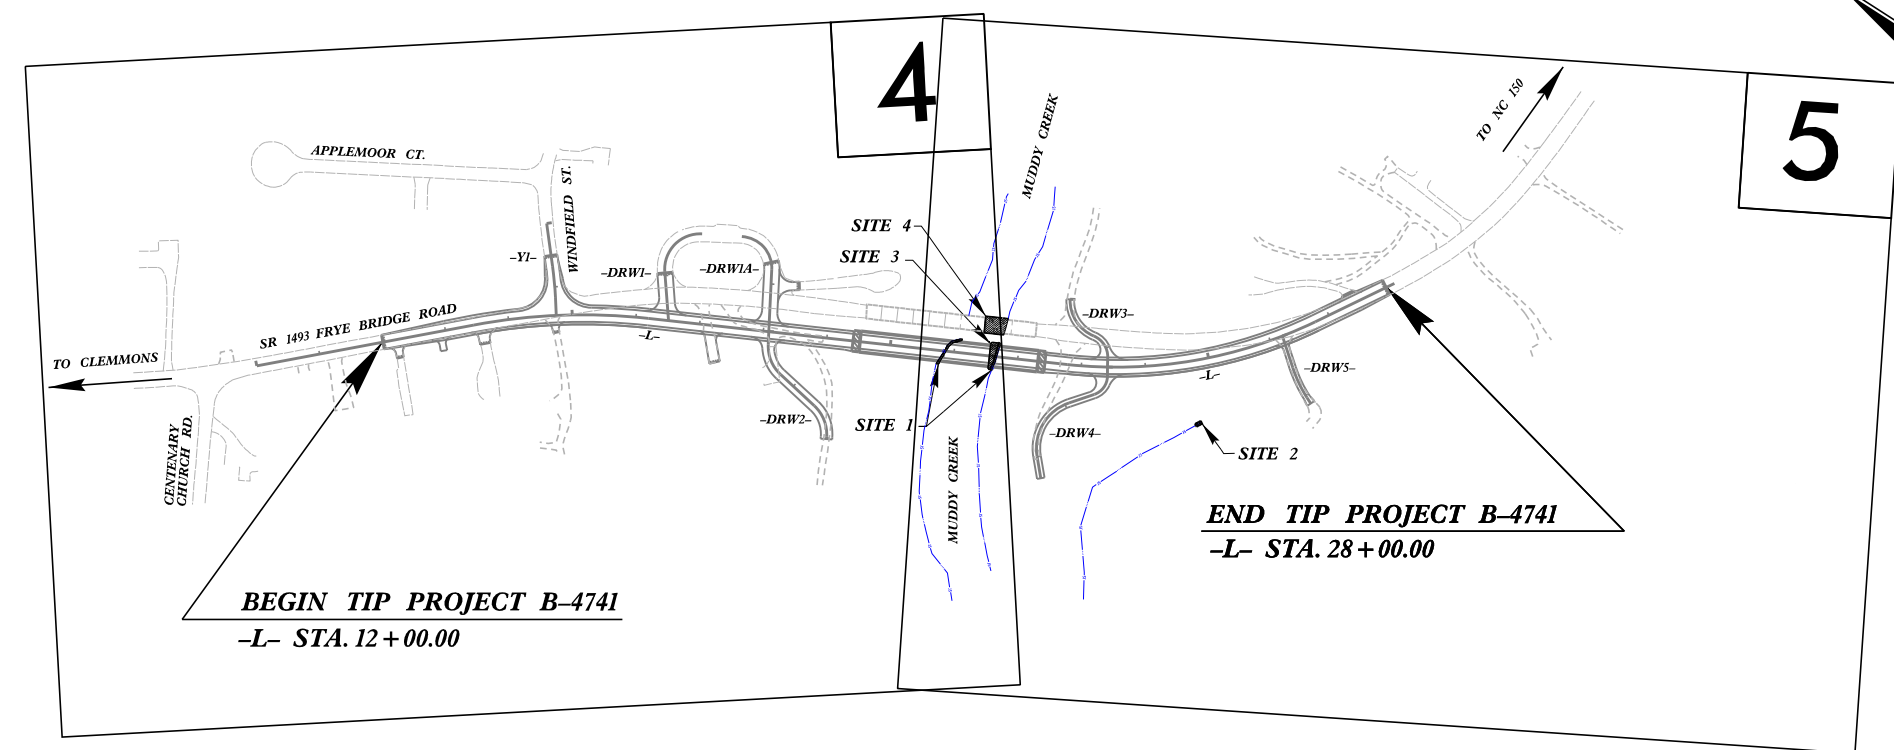 4
5
TO NC 150
MUDDY CREEK
APPLEMOOR CT.
WINDFIELD ST.
SITE 4
SITE 3
–Y1–
–DRW1–
–DRW1A–
–DRW3–
SR 1493 FRYE BRIDGE ROAD
–L–
TO CLEMMONS
–DRW5–
–L–
–DRW2–
SITE 1
–DRW4–
SITE 2
CENTENARY
CHURCH RD.
MUDDY CREEK
END TIP PROJECT B–4741
–L– STA. 28+00.00
BEGIN TIP PROJECT B–4741
–L– STA. 12+00.00